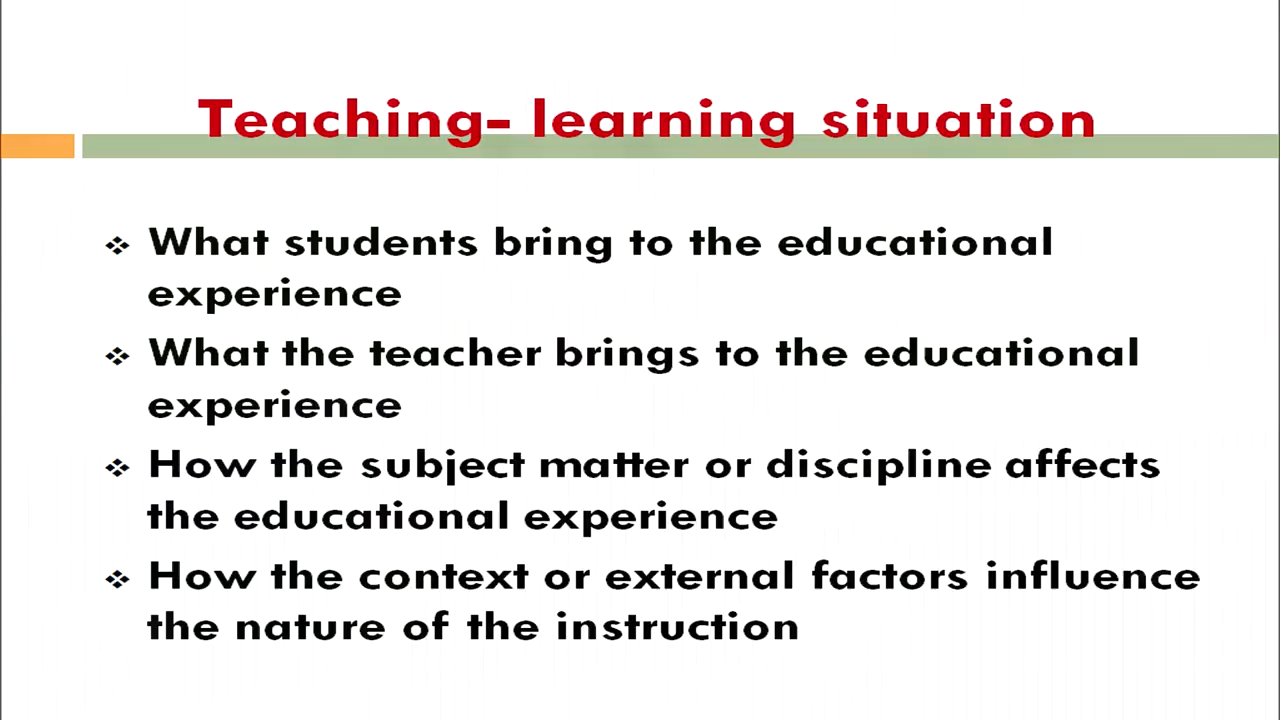 Teaching- learning situation
❖ What students bring to the educational
experience
❖ What the teacher brings to the educational
experience
❖ How the subject matter or discipline affects
the educational experience
❖ How the context or external factors influence
the nature of the instruction